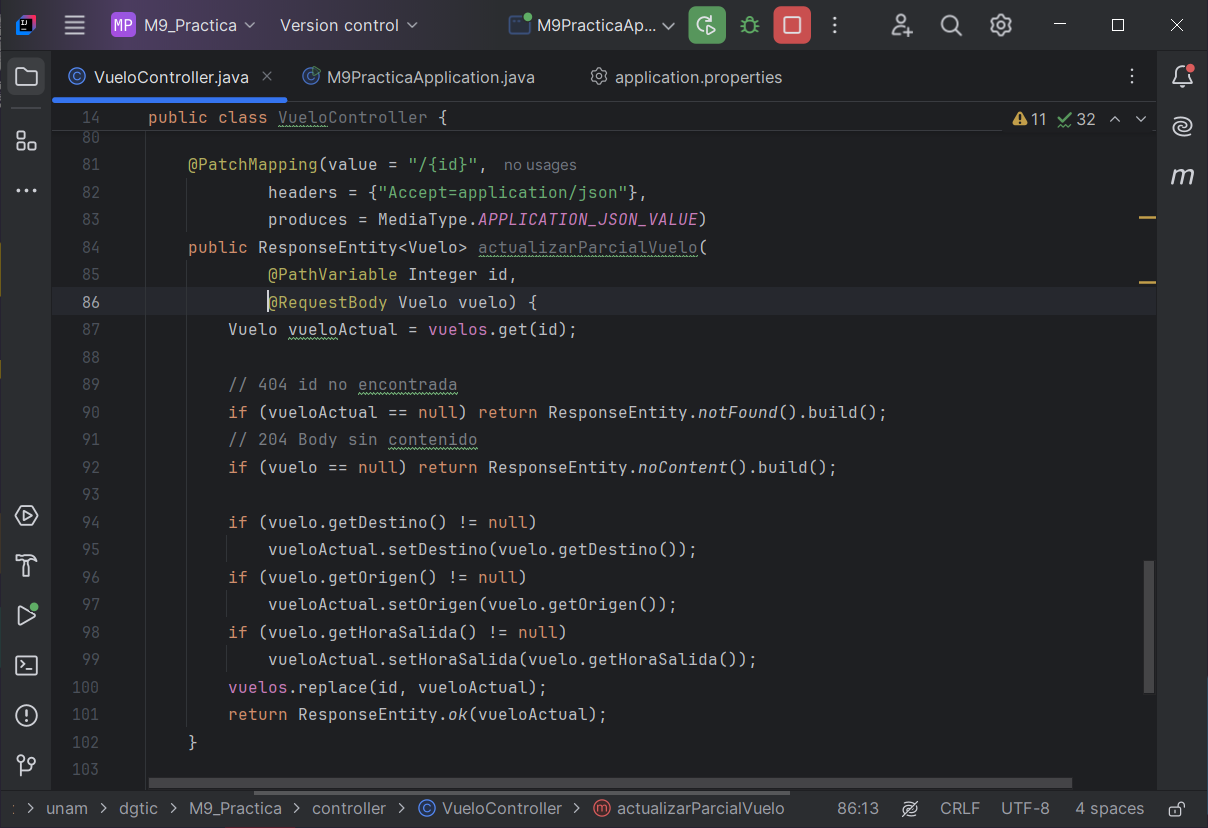 MP M9_Practica Version control M9PracticaAp...
VueloController.java M9PracticaApplication.java application.properties
14 public class VueloController { 11 32
80
81 @PatchMapping(value = "/{id}", no usages
82 headers = {"Accept=application/json"},
83 produces = MediaType.APPLICATION_JSON_VALUE)
84 public ResponseEntity<Vuelo> actualizarParcialVuelo(
85 @PathVariable Integer id,
86 @RequestBody Vuelo vuelo) {
87 Vuelo vueloActual = vuelos.get(id);
88
89 // 404 id no encontrada
90 if (vueloActual == null) return ResponseEntity.notFound().build();
91 // 204 Body sin contenido
92 if (vuelo == null) return ResponseEntity.noContent().build();
93
94 if (vuelo.getDestino() != null)
95 vueloActual.setDestino(vuelo.getDestino());
96 if (vuelo.getOrigen() != null)
97 vueloActual.setOrigen(vuelo.getOrigen());
98 if (vuelo.getHoraSalida() != null)
99 vueloActual.setHoraSalida(vuelo.getHoraSalida());
100 vuelos.replace(id, vueloActual);
101 return ResponseEntity.ok(vueloActual);
102 }
103
unam > dgtic > M9_Practica > controller > VueloController > actualizarParcialVuelo 86:13 CRLF UTF-8 4 spaces